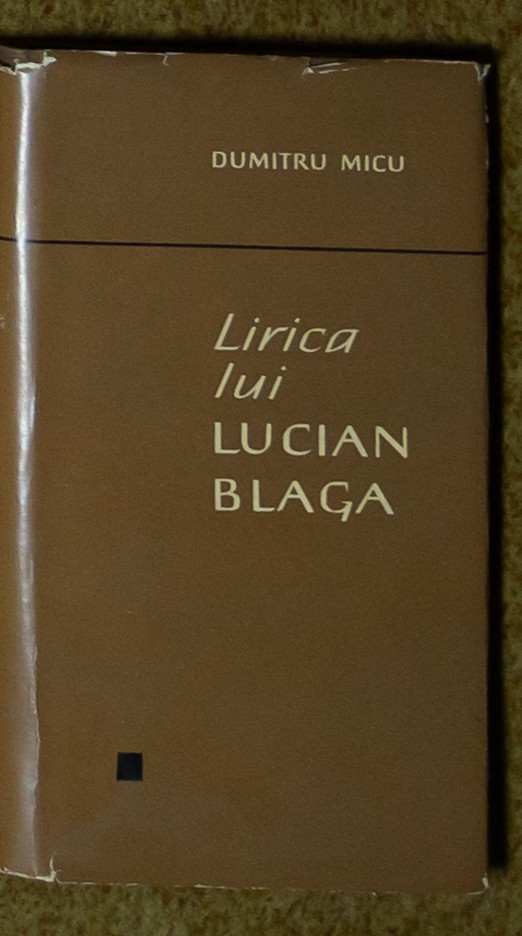 DUMITRU MICU
Lirica
lui
LUCIAN
BLAGA